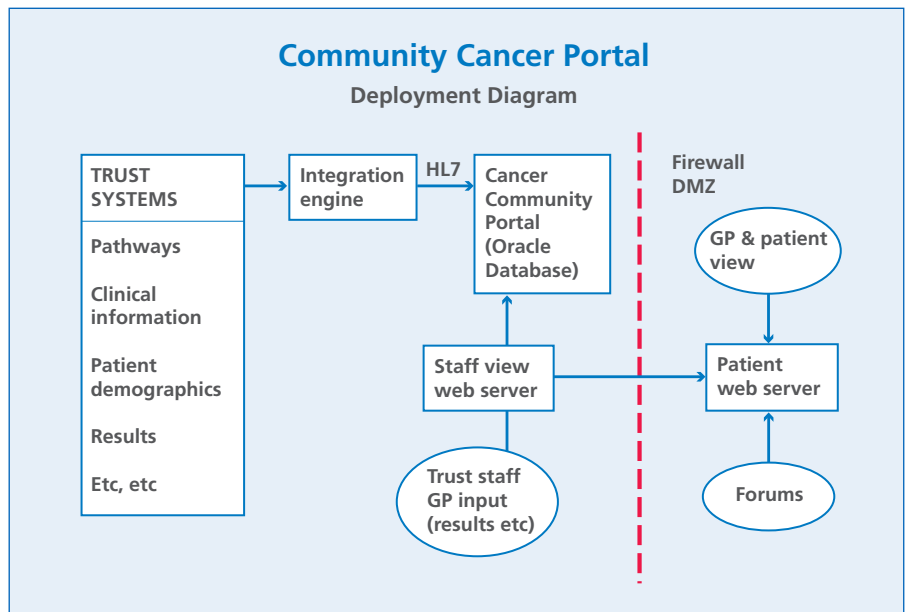 Community Cancer Portal
Deployment Diagram
TRUST
SYSTEMS
Pathways
Clinical
information
Patient
demographics
Results
Etc, etc
Integration
engine
HL7
Cancer
Community
Portal
(Oracle
Database)
Staff view
web server
Trust staff
GP input
(results etc)
Firewall
DMZ
GP & patient
view
Patient
web server
Forums